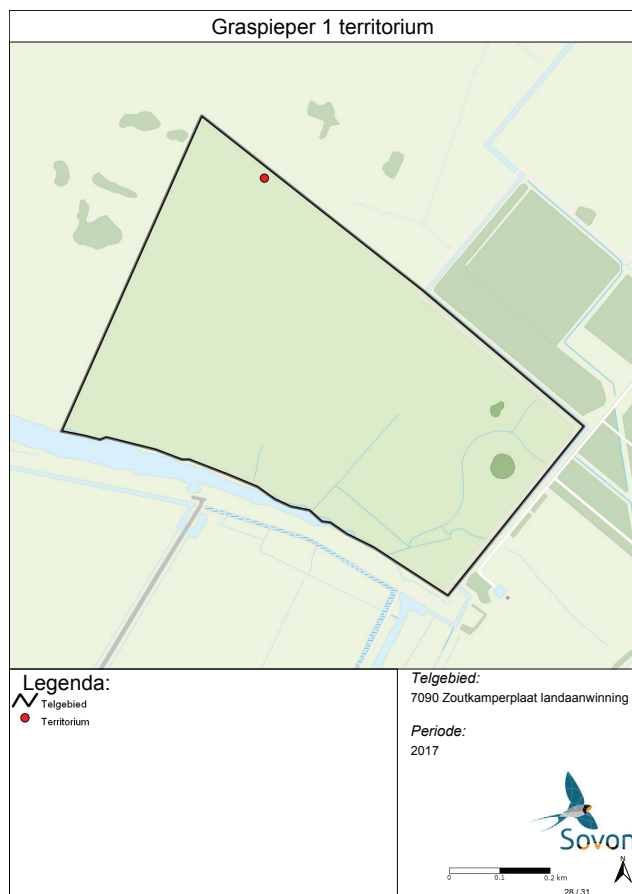 Graspieper 1 territorium
Legenda:
Telgebied
Territorium
Telgebied:
7090 Zoutkamperplaat landaanwinning
Periode:
2017
Sovon
N
0 0.1 0.2 km
28 / 31